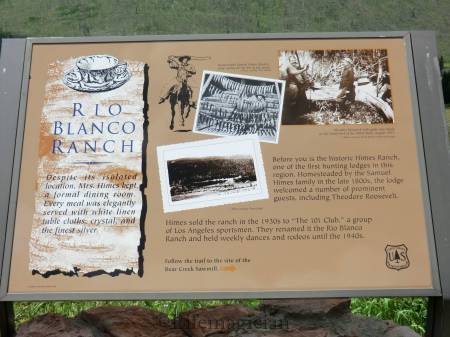 RIO
BLANCO
RANCH
Despite its isolated
location, Mrs. Himes kept
a formal dining room.
Every meal was elegantly
served with white linen
table cloths, crystal, and
the finest silver.
Before you is the historic Himes Ranch,
one of the first hunting lodges in this
region. Homesteaded by the Samuel
Himes family in the late 1800s, the lodge
welcomed a number of prominent
guests, including Theodore Roosevelt.
Himes sold the ranch in the 1930s to "The 101 Club," a group
of Los Angeles sportsmen. They renamed it the Rio Blanco
Ranch and held weekly dances and rodeos until the 1940s.
Follow the trail to the site of the
Bear Creek Sawmill.